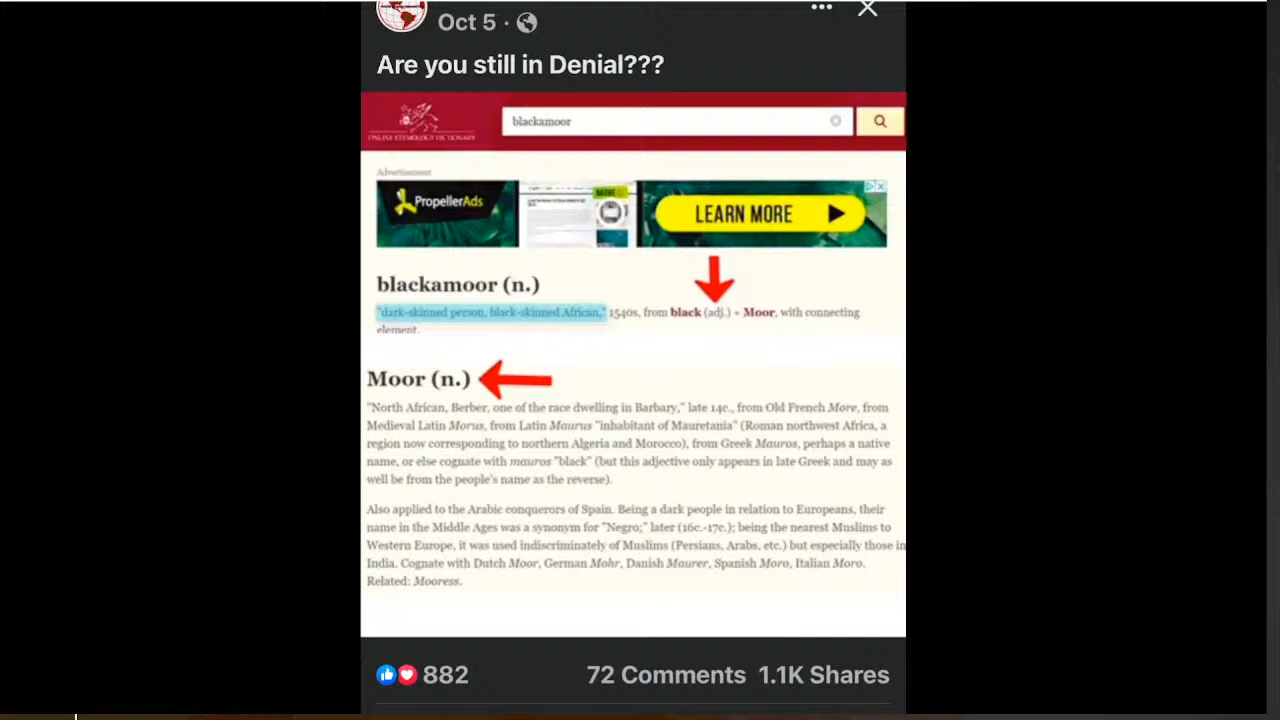 Oct 5 ·
Are you still in Denial???
ONLINE ETYMOLOGY DICTIONARY
blackamoor
Advertisement
PropellerAds
NATIVE
LEARN MORE
blackamoor (n.)
"dark-skinned person, black-skinned African," 1540s, from black (adj.) + Moor, with connecting
element.
Moor (n.)
"North African, Berber, one of the race dwelling in Barbary," late 14c., from Old French More, from
Medieval Latin Morus, from Latin Maurus "inhabitant of Mauretania" (Roman northwest Africa, a
region now corresponding to northern Algeria and Morocco), from Greek Mauros, perhaps a native
name, or else cognate with mauros "black" (but this adjective only appears in late Greek and may as
well be from the people's name as the reverse).
Also applied to the Arabic conquerors of Spain. Being a dark people in relation to Europeans, their
name in the Middle Ages was a synonym for "Negro;" later (16c.-17c.); being the nearest Muslims to
Western Europe, it was used indiscriminately of Muslims (Persians, Arabs, etc.) but especially those in
India. Cognate with Dutch Moor, German Mohr, Danish Maurer, Spanish Moro, Italian Moro.
Related: Mooress.
882 72 Comments 1.1K Shares